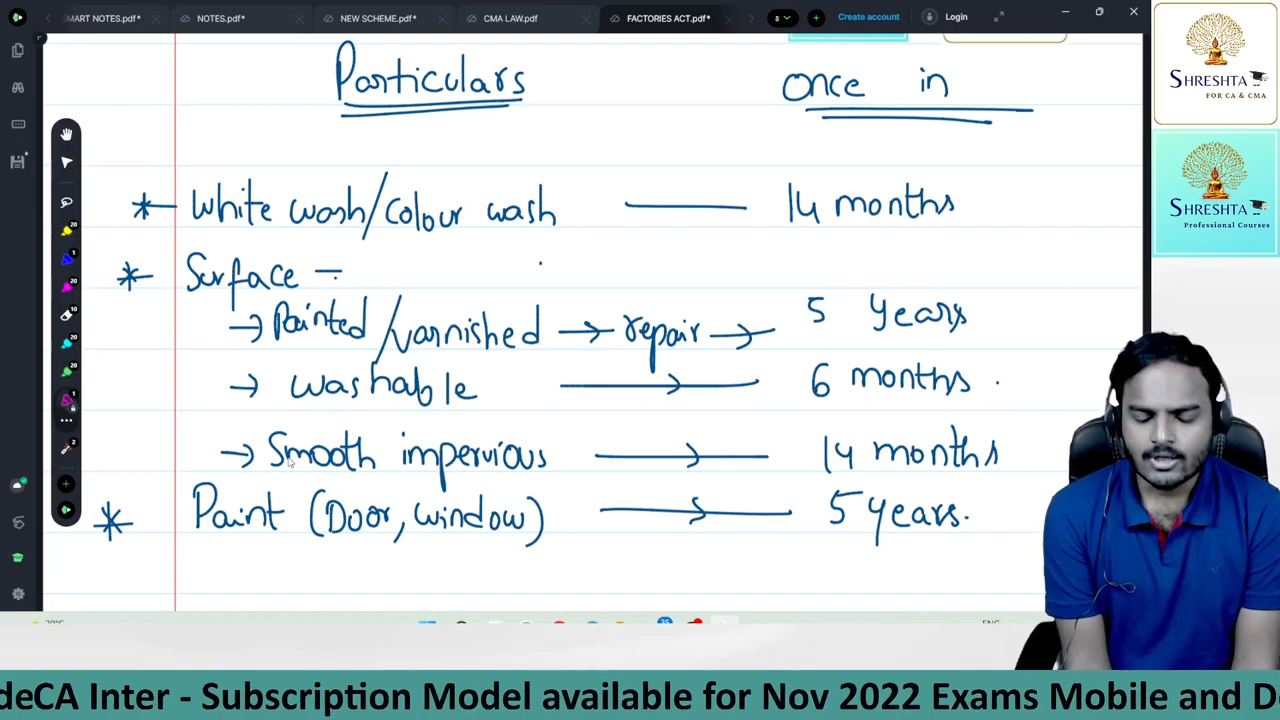 SMART NOTES.pdf* NOTES.pdf* NEW SCHEME.pdf* CMA LAW.pdf FACTORIES ACT.pdf* 8 Create account Login
Particulars once in
* White wash/Colour wash — 14 months
* Surface -
→ Painted/varnished → repair → 5 Years
→ washable → 6 months
→ Smooth impervious → 14 months
* Paint (Door, window) → 5 years.
SHRESHTA
FOR CA & CMA
SHRESHTA
Professional Courses
ENG
deCA Inter - Subscription Model available for Nov 2022 Exams Mobile and D